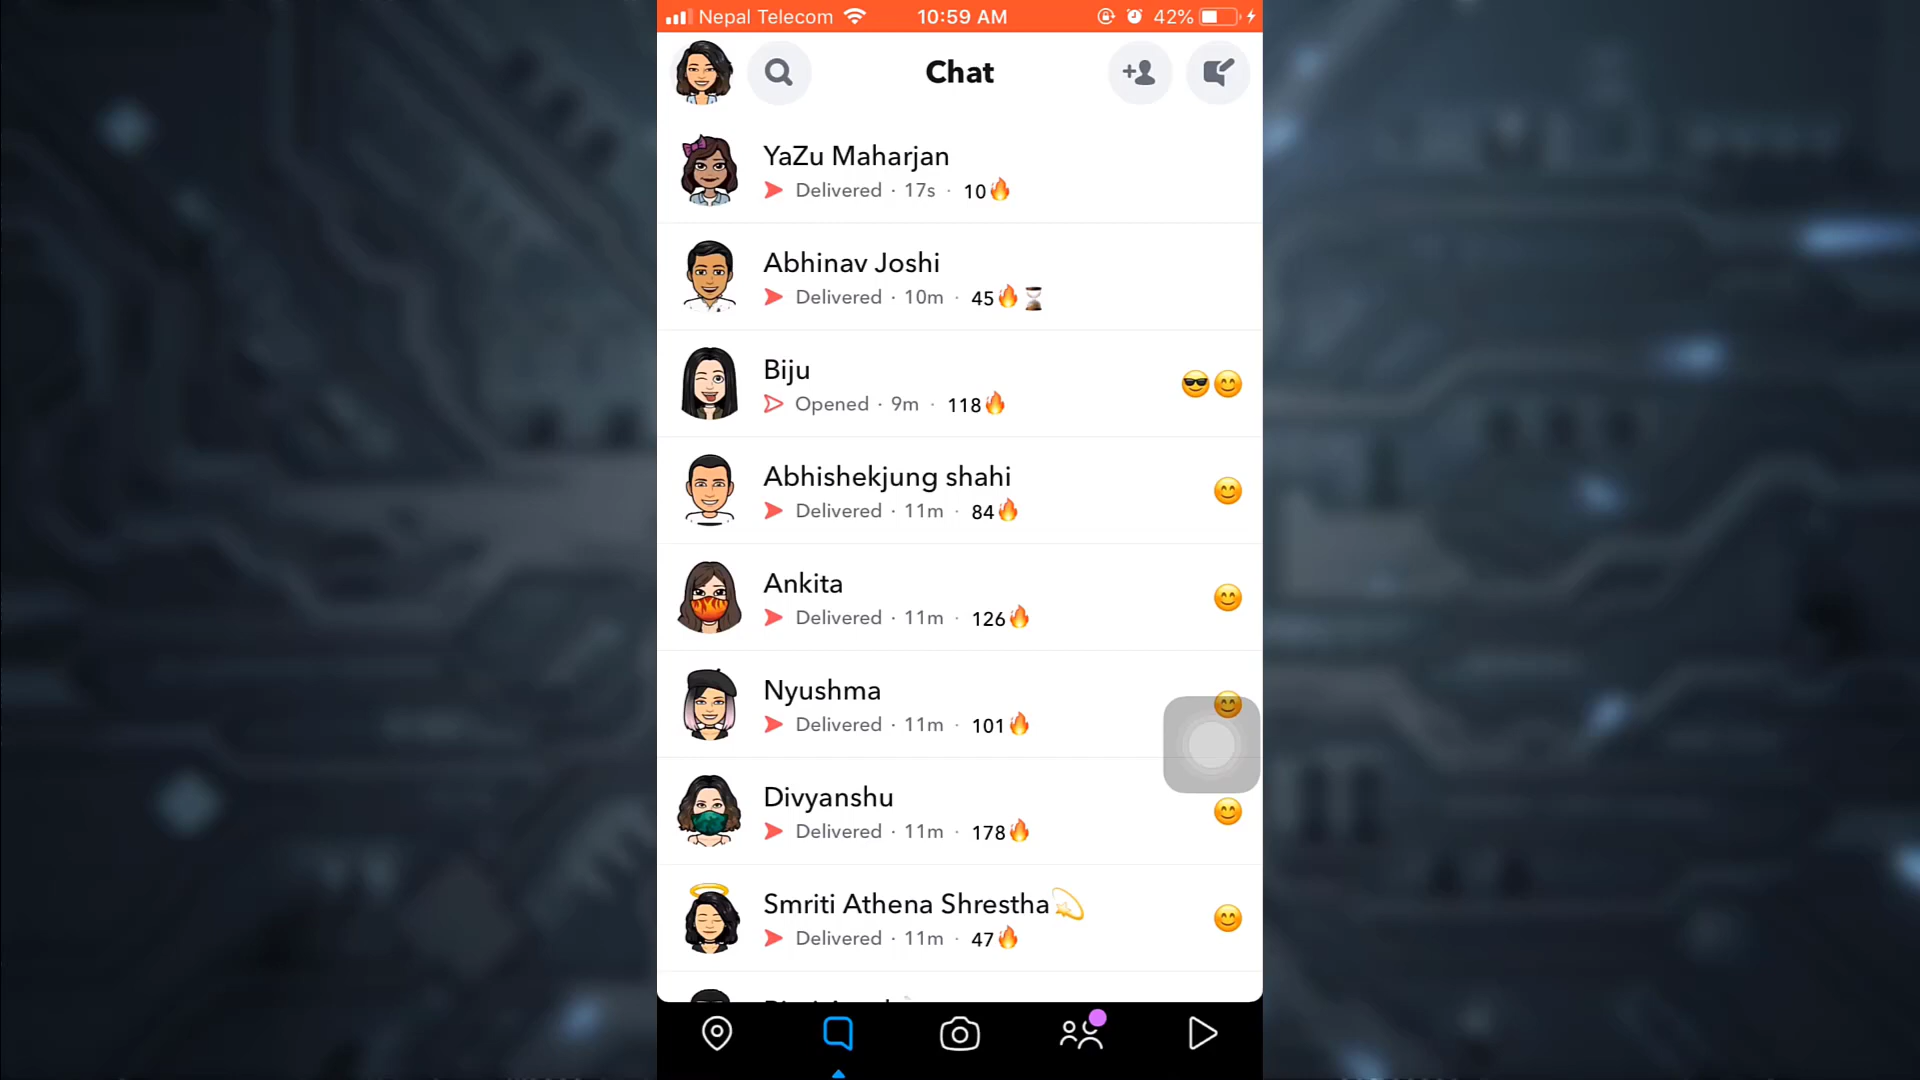 Nepal Telecom 10:59 AM 42%
Chat
YaZu Maharjan
Delivered · 17s · 10🔥
Abhinav Joshi
Delivered · 10m · 45🔥⌛
Biju
Opened · 9m · 118🔥
Abhishekjung shahi
Delivered · 11m · 84🔥
Ankita
Delivered · 11m · 126🔥
Nyushma
Delivered · 11m · 101🔥
Divyanshu
Delivered · 11m · 178🔥
Smriti Athena Shrestha💫
Delivered · 11m · 47🔥